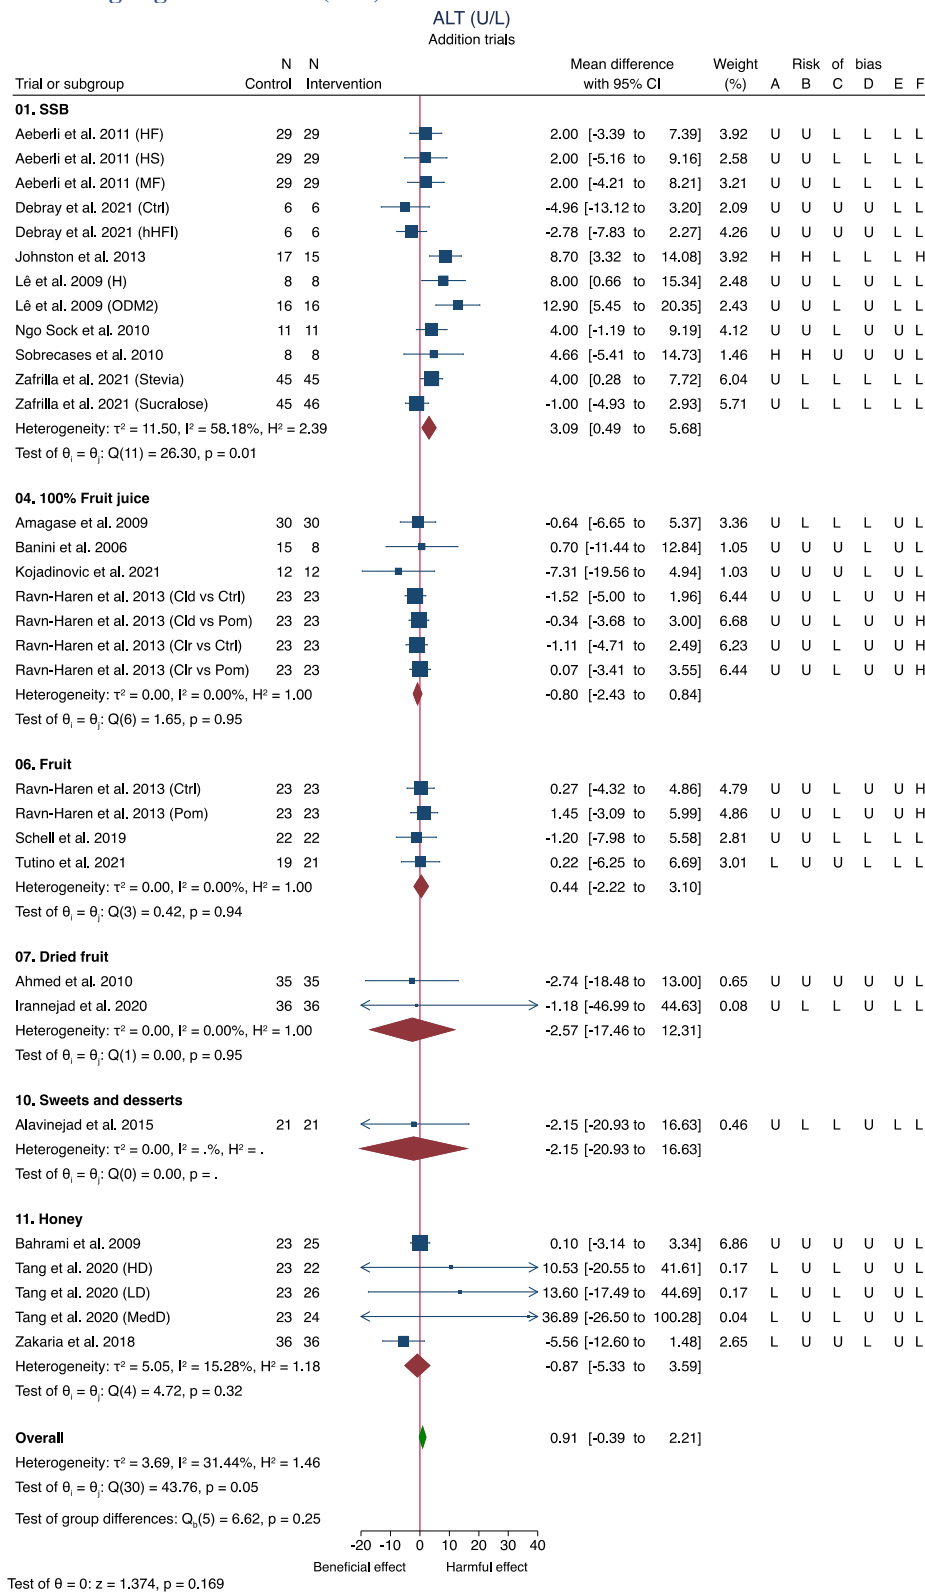 ALT (U/L)
Addition trials
N N Mean difference Weight Risk of bias
Trial or subgroup Control Intervention with 95% CI (%) A B C D E F
01. SSB
Aeberli et al. 2011 (HF) 29 29 2.00 [-3.39 to 7.39] 3.92 U U L L L L
Aeberli et al. 2011 (HS) 29 29 2.00 [-5.16 to 9.16] 2.58 U U L L L L
Aeberli et al. 2011 (MF) 29 29 2.00 [-4.21 to 8.21] 3.21 U U L L L L
Debray et al. 2021 (Ctrl) 6 6 -4.96 [-13.12 to 3.20] 2.09 U U U U L L
Debray et al. 2021 (hHFI) 6 6 -2.78 [-7.83 to 2.27] 4.26 U U U U L L
Johnston et al. 2013 17 15 8.70 [3.32 to 14.08] 3.92 H H L L L H
Lê et al. 2009 (H) 8 8 8.00 [0.66 to 15.34] 2.48 U U L U L L
Lê et al. 2009 (ODM2) 16 16 12.90 [5.45 to 20.35] 2.43 U U L U L L
Ngo Sock et al. 2010 11 11 4.00 [-1.19 to 9.19] 4.12 U U L U U L
Sobrecases et al. 2010 8 8 4.66 [-5.41 to 14.73] 1.46 H H U U U L
Zafrilla et al. 2021 (Stevia) 45 45 4.00 [0.28 to 7.72] 6.04 U L L L L L
Zafrilla et al. 2021 (Sucralose) 45 46 -1.00 [-4.93 to 2.93] 5.71 U L L L L L
Heterogeneity: τ² = 11.50, I² = 58.18%, H² = 2.39 3.09 [0.49 to 5.68]
Test of θᵢ = θⱼ: Q(11) = 26.30, p = 0.01
04. 100% Fruit juice
Amagase et al. 2009 30 30 -0.64 [-6.65 to 5.37] 3.36 U L L L U L
Banini et al. 2006 15 8 0.70 [-11.44 to 12.84] 1.05 U U U L U L
Kojadinovic et al. 2021 12 12 -7.31 [-19.56 to 4.94] 1.03 U U U L U L
Ravn-Haren et al. 2013 (Cld vs Ctrl) 23 23 -1.52 [-5.00 to 1.96] 6.44 U U L U U H
Ravn-Haren et al. 2013 (Cld vs Pom) 23 23 -0.34 [-3.68 to 3.00] 6.68 U U L U U H
Ravn-Haren et al. 2013 (Clr vs Ctrl) 23 23 -1.11 [-4.71 to 2.49] 6.23 U U L U U H
Ravn-Haren et al. 2013 (Clr vs Pom) 23 23 0.07 [-3.41 to 3.55] 6.44 U U L U U H
Heterogeneity: τ² = 0.00, I² = 0.00%, H² = 1.00 -0.80 [-2.43 to 0.84]
Test of θᵢ = θⱼ: Q(6) = 1.65, p = 0.95
06. Fruit
Ravn-Haren et al. 2013 (Ctrl) 23 23 0.27 [-4.32 to 4.86] 4.79 U U L U U H
Ravn-Haren et al. 2013 (Pom) 23 23 1.45 [-3.09 to 5.99] 4.86 U U L U U H
Schell et al. 2019 22 22 -1.20 [-7.98 to 5.58] 2.81 U U L L L L
Tutino et al. 2021 19 21 0.22 [-6.25 to 6.69] 3.01 L U U L L L
Heterogeneity: τ² = 0.00, I² = 0.00%, H² = 1.00 0.44 [-2.22 to 3.10]
Test of θᵢ = θⱼ: Q(3) = 0.42, p = 0.94
07. Dried fruit
Ahmed et al. 2010 35 35 -2.74 [-18.48 to 13.00] 0.65 U U U U U L
Irannejad et al. 2020 36 36 -1.18 [-46.99 to 44.63] 0.08 U L L U L L
Heterogeneity: τ² = 0.00, I² = 0.00%, H² = 1.00 -2.57 [-17.46 to 12.31]
Test of θᵢ = θⱼ: Q(1) = 0.00, p = 0.95
10. Sweets and desserts
Alavinejad et al. 2015 21 21 -2.15 [-20.93 to 16.63] 0.46 U L L U L L
Heterogeneity: τ² = 0.00, I² = .%, H² = . -2.15 [-20.93 to 16.63]
Test of θᵢ = θⱼ: Q(0) = 0.00, p = .
11. Honey
Bahrami et al. 2009 23 25 0.10 [-3.14 to 3.34] 6.86 U U U U U L
Tang et al. 2020 (HD) 23 22 10.53 [-20.55 to 41.61] 0.17 L U L U U L
Tang et al. 2020 (LD) 23 26 13.60 [-17.49 to 44.69] 0.17 L U L U U L
Tang et al. 2020 (MedD) 23 24 36.89 [-26.50 to 100.28] 0.04 L U L U U L
Zakaria et al. 2018 36 36 -5.56 [-12.60 to 1.48] 2.65 L U U L U L
Heterogeneity: τ² = 5.05, I² = 15.28%, H² = 1.18 -0.87 [-5.33 to 3.59]
Test of θᵢ = θⱼ: Q(4) = 4.72, p = 0.32
Overall 0.91 [-0.39 to 2.21]
Heterogeneity: τ² = 3.69, I² = 31.44%, H² = 1.46
Test of θᵢ = θⱼ: Q(30) = 43.76, p = 0.05
Test of group differences: Q_b(5) = 6.62, p = 0.25
-20 -10 0 10 20 30 40
Beneficial effect Harmful effect
Test of θ = 0: z = 1.374, p = 0.169